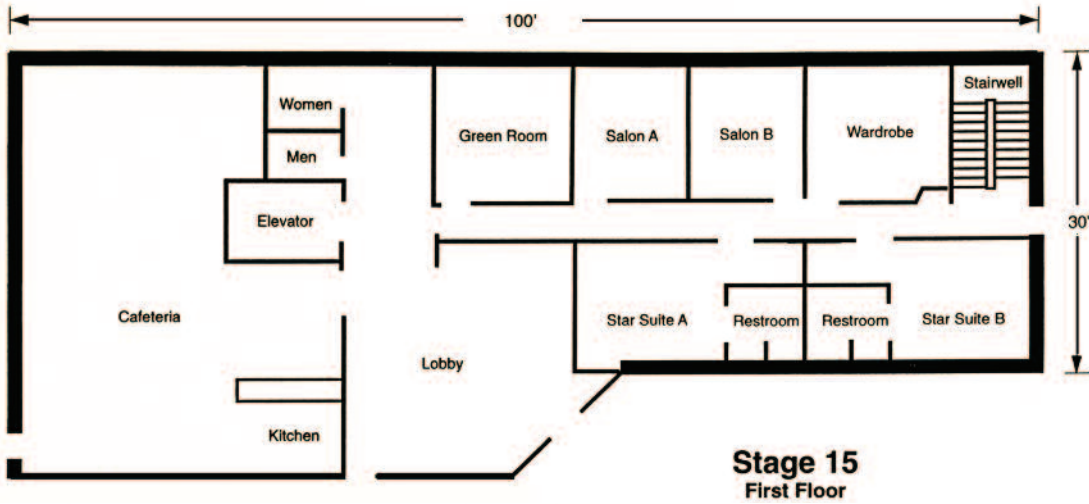 100'
Stairwell
Women
Green Room
Salon A
Salon B
Wardrobe
Men
Elevator
30'
Cafeteria
Star Suite A
Restroom
Restroom
Star Suite B
Lobby
Kitchen
Stage 15
First Floor